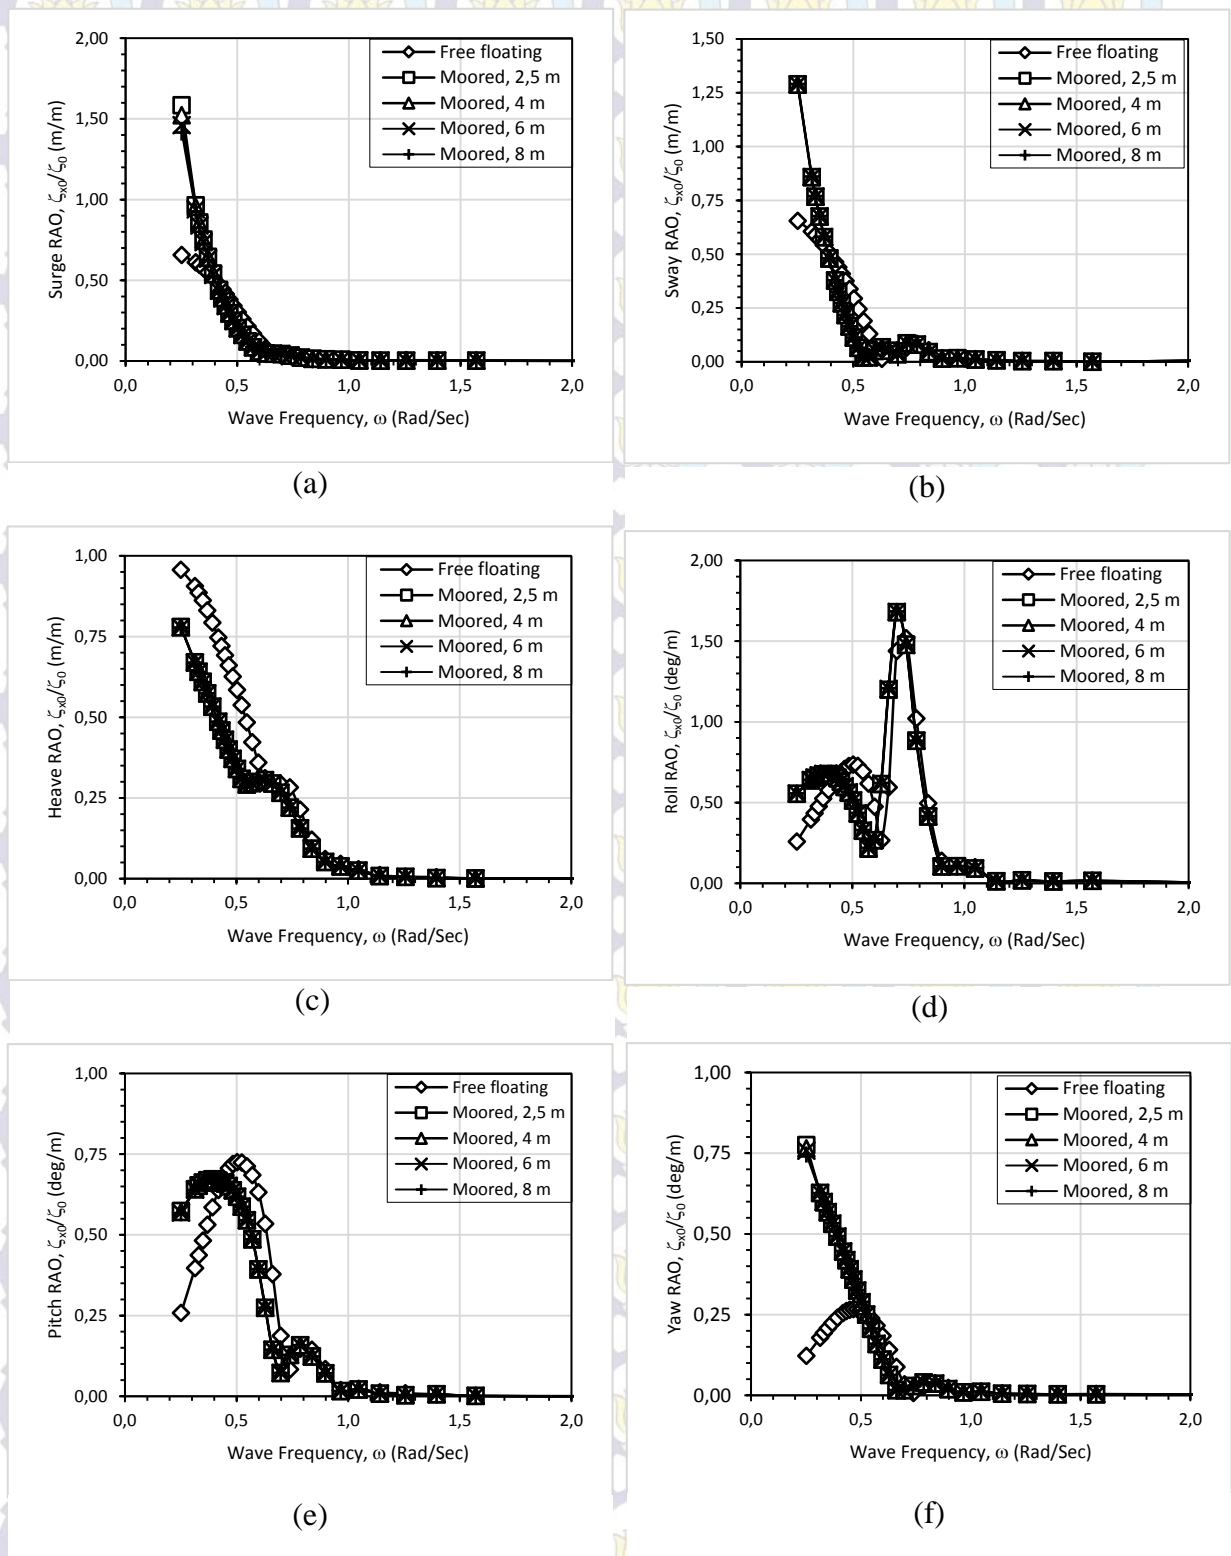 2,00
1,50
1,00
0,50
0,00
0,0 0,5 1,0 1,5 2,0
Surge RAO, ζx0/ζ0 (m/m)
Wave Frequency, ω (Rad/Sec)
Free floating
Moored, 2,5 m
Moored, 4 m
Moored, 6 m
Moored, 8 m
(a)
1,50
1,25
1,00
0,75
0,50
0,25
0,00
0,0 0,5 1,0 1,5 2,0
Sway RAO, ζx0/ζ0 (m/m)
Wave Frequency, ω (Rad/Sec)
Free floating
Moored, 2,5 m
Moored, 4 m
Moored, 6 m
Moored, 8 m
(b)
1,00
0,75
0,50
0,25
0,00
0,0 0,5 1,0 1,5 2,0
Heave RAO, ζx0/ζ0 (m/m)
Wave Frequency, ω (Rad/Sec)
Free floating
Moored, 2,5 m
Moored, 4 m
Moored, 6 m
Moored, 8 m
(c)
2,00
1,50
1,00
0,50
0,00
0,0 0,5 1,0 1,5 2,0
Roll RAO, ζx0/ζ0 (deg/m)
Wave Frequency, ω (Rad/Sec)
Free floating
Moored, 2,5 m
Moored, 4 m
Moored, 6 m
Moored, 8 m
(d)
1,00
0,75
0,50
0,25
0,00
0,0 0,5 1,0 1,5 2,0
Pitch RAO, ζx0/ζ0 (deg/m)
Wave Frequency, ω (Rad/Sec)
Free floating
Moored, 2,5 m
Moored, 4 m
Moored, 6 m
Moored, 8 m
(e)
1,00
0,75
0,50
0,25
0,00
0,0 0,5 1,0 1,5 2,0
Yaw RAO, ζx0/ζ0 (deg/m)
Wave Frequency, ω (Rad/Sec)
Free floating
Moored, 2,5 m
Moored, 4 m
Moored, 6 m
Moored, 8 m
(f)